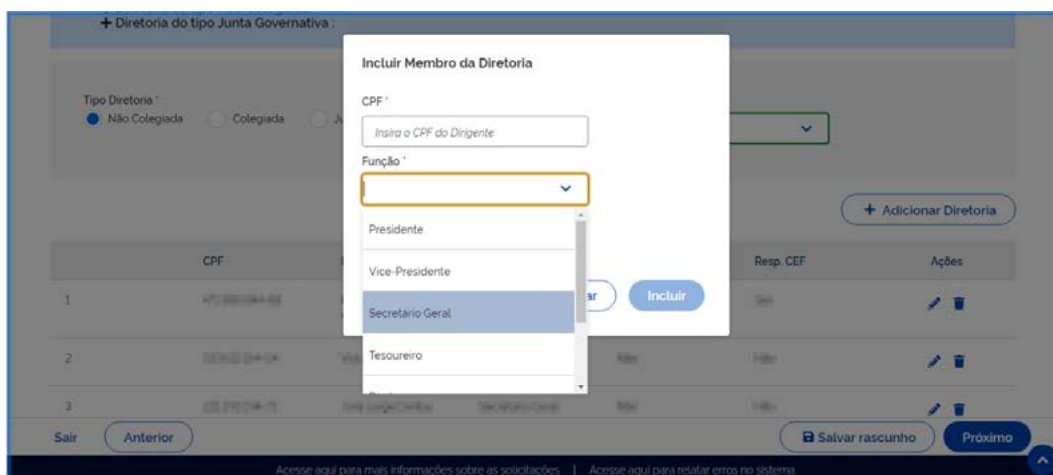 + Diretoria do tipo Junta Governativa :
Incluir Membro da Diretoria
CPF *
Insira o CPF do Dirigente
Tipo Diretoria *
Não Colegiada
Colegiada
Função *
Presidente
Vice-Presidente
Secretário Geral
Tesoureiro
+ Adicionar Diretoria
CPF
Resp. CEF
Ações
Incluir
1
2
3
Sair
Anterior
Salvar rascunho
Próximo
Acesse aqui para mais informações sobre as solicitações | Acesse aqui para relatar erros no sistema